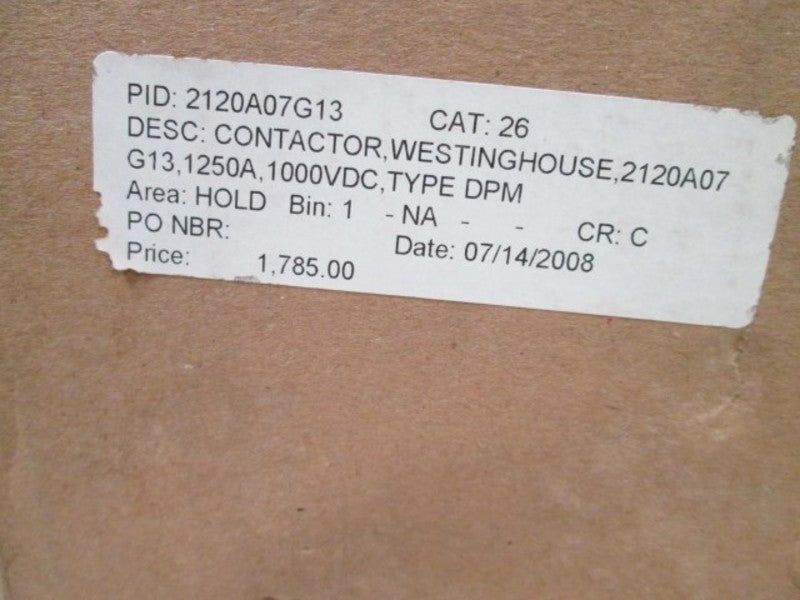 PID: 2120A07G13 CAT: 26
DESC: CONTACTOR,WESTINGHOUSE,2120A07
G13,1250A,1000VDC,TYPE DPM
Area: HOLD Bin: 1 - NA - - CR: C
PO NBR: Date: 07/14/2008
Price: 1,785.00